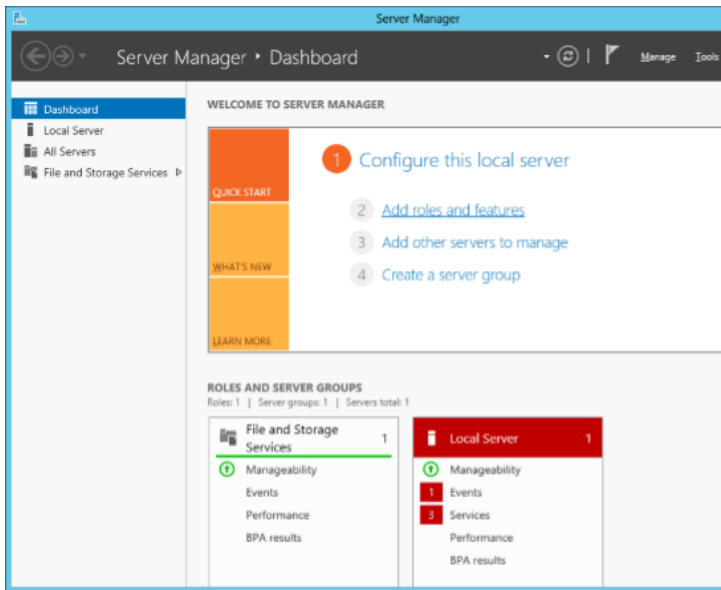 Server Manager
Server Manager • Dashboard
Manage Tools
Dashboard
Local Server
All Servers
File and Storage Services
WELCOME TO SERVER MANAGER
QUICK START
WHAT'S NEW
LEARN MORE
1 Configure this local server
2 Add roles and features
3 Add other servers to manage
4 Create a server group
ROLES AND SERVER GROUPS
Roles: 1 | Server groups: 1 | Servers total: 1
File and Storage
Services
1
Manageability
Events
Performance
BPA results
Local Server 1
Manageability
1 Events
3 Services
Performance
BPA results